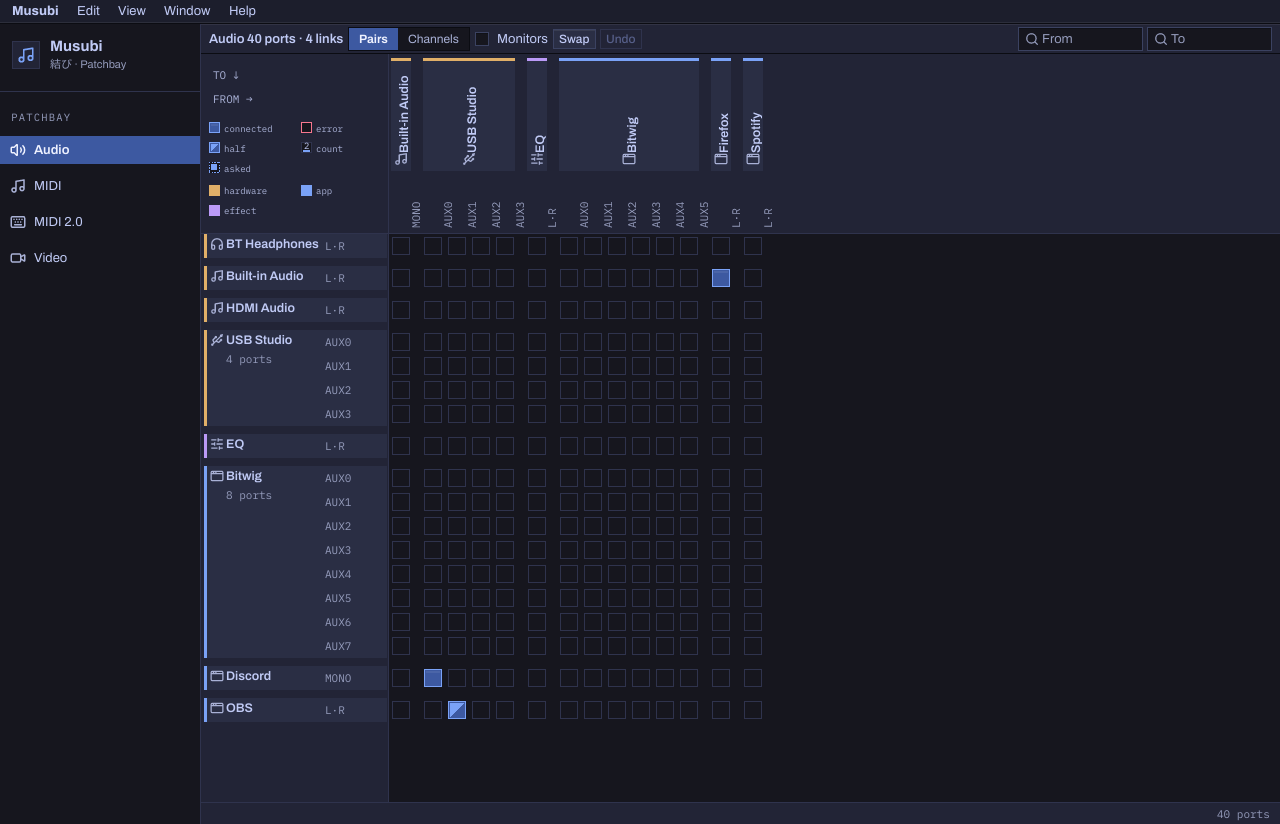 Musubi Edit View Window Help
Musubi
結び · Patchbay
PATCHBAY
Audio
MIDI
MIDI 2.0
Video
Audio 40 ports · 4 links Pairs Channels Monitors Swap Undo From To
TO ↓
FROM →
connected error
half 2 count
asked
hardware app
effect
Built-in Audio USB Studio EQ Bitwig Firefox Spotify
MONO AUX0 AUX1 AUX2 AUX3 L·R AUX0 AUX1 AUX2 AUX3 AUX4 AUX5 L·R L·R
BT Headphones L·R
Built-in Audio L·R
HDMI Audio L·R
USB Studio AUX0
4 ports
AUX1
AUX2
AUX3
EQ L·R
Bitwig AUX0
8 ports
AUX1
AUX2
AUX3
AUX4
AUX5
AUX6
AUX7
Discord MONO
OBS L·R
40 ports